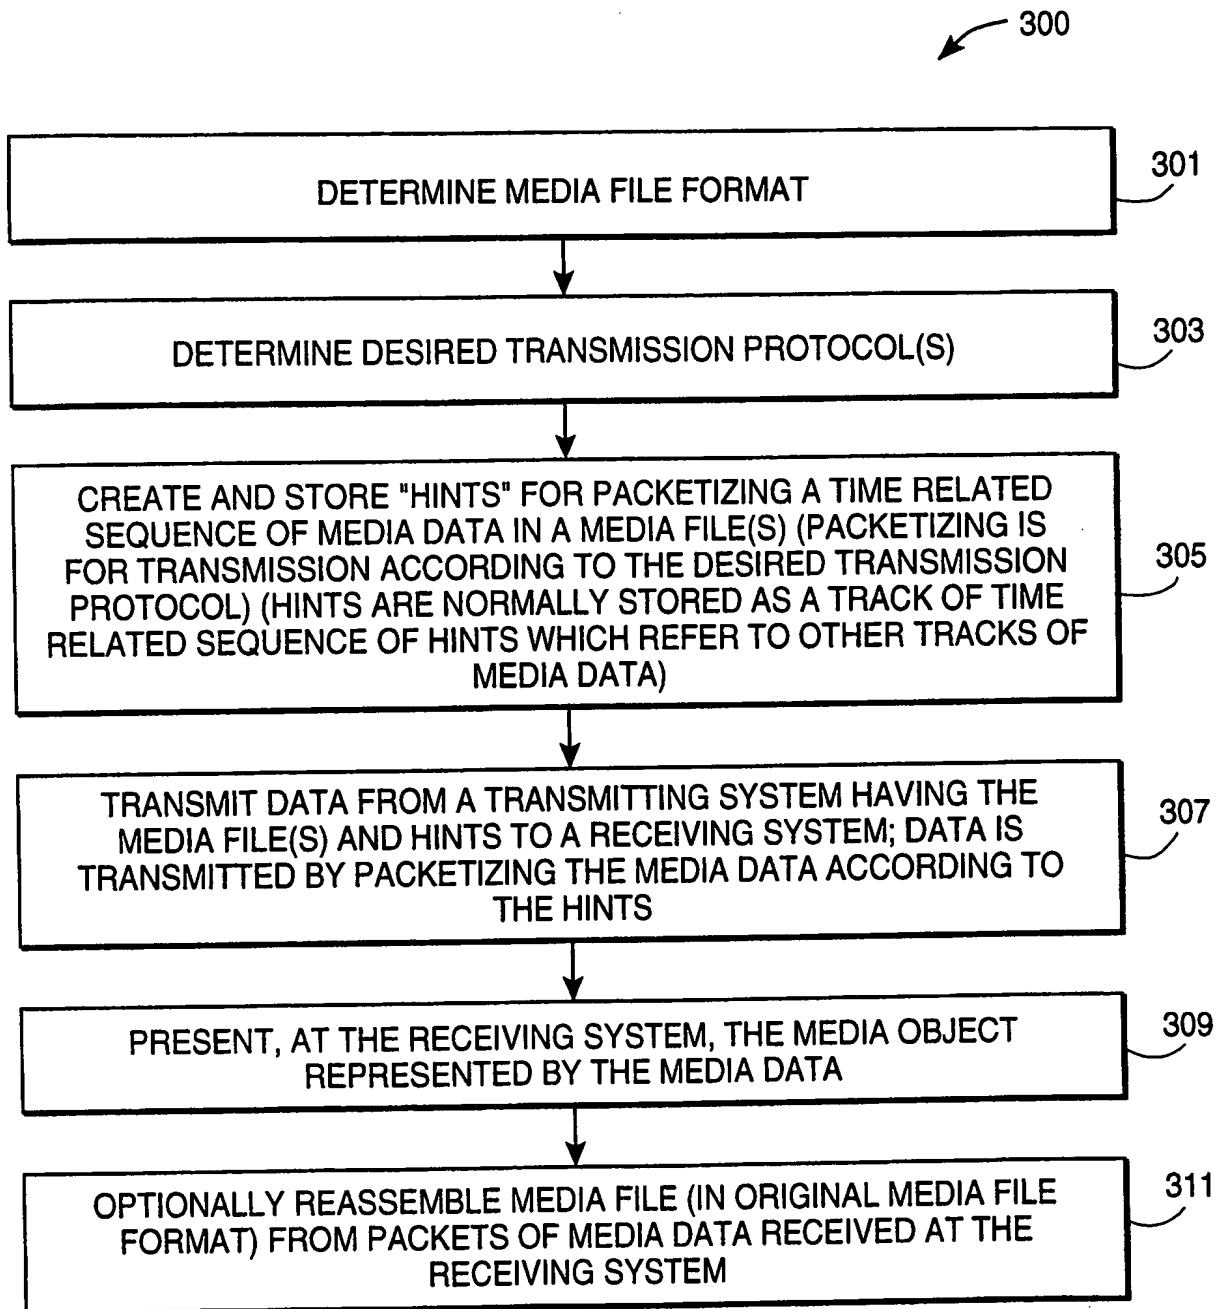 300
DETERMINE MEDIA FILE FORMAT
301
DETERMINE DESIRED TRANSMISSION PROTOCOL(S)
303
CREATE AND STORE "HINTS" FOR PACKETIZING A TIME RELATED
SEQUENCE OF MEDIA DATA IN A MEDIA FILE(S) (PACKETIZING IS
FOR TRANSMISSION ACCORDING TO THE DESIRED TRANSMISSION
PROTOCOL) (HINTS ARE NORMALLY STORED AS A TRACK OF TIME
RELATED SEQUENCE OF HINTS WHICH REFER TO OTHER TRACKS OF
MEDIA DATA)
305
TRANSMIT DATA FROM A TRANSMITTING SYSTEM HAVING THE
MEDIA FILE(S) AND HINTS TO A RECEIVING SYSTEM; DATA IS
TRANSMITTED BY PACKETIZING THE MEDIA DATA ACCORDING TO
THE HINTS
307
PRESENT, AT THE RECEIVING SYSTEM, THE MEDIA OBJECT
REPRESENTED BY THE MEDIA DATA
309
OPTIONALLY REASSEMBLE MEDIA FILE (IN ORIGINAL MEDIA FILE
FORMAT) FROM PACKETS OF MEDIA DATA RECEIVED AT THE
RECEIVING SYSTEM
311